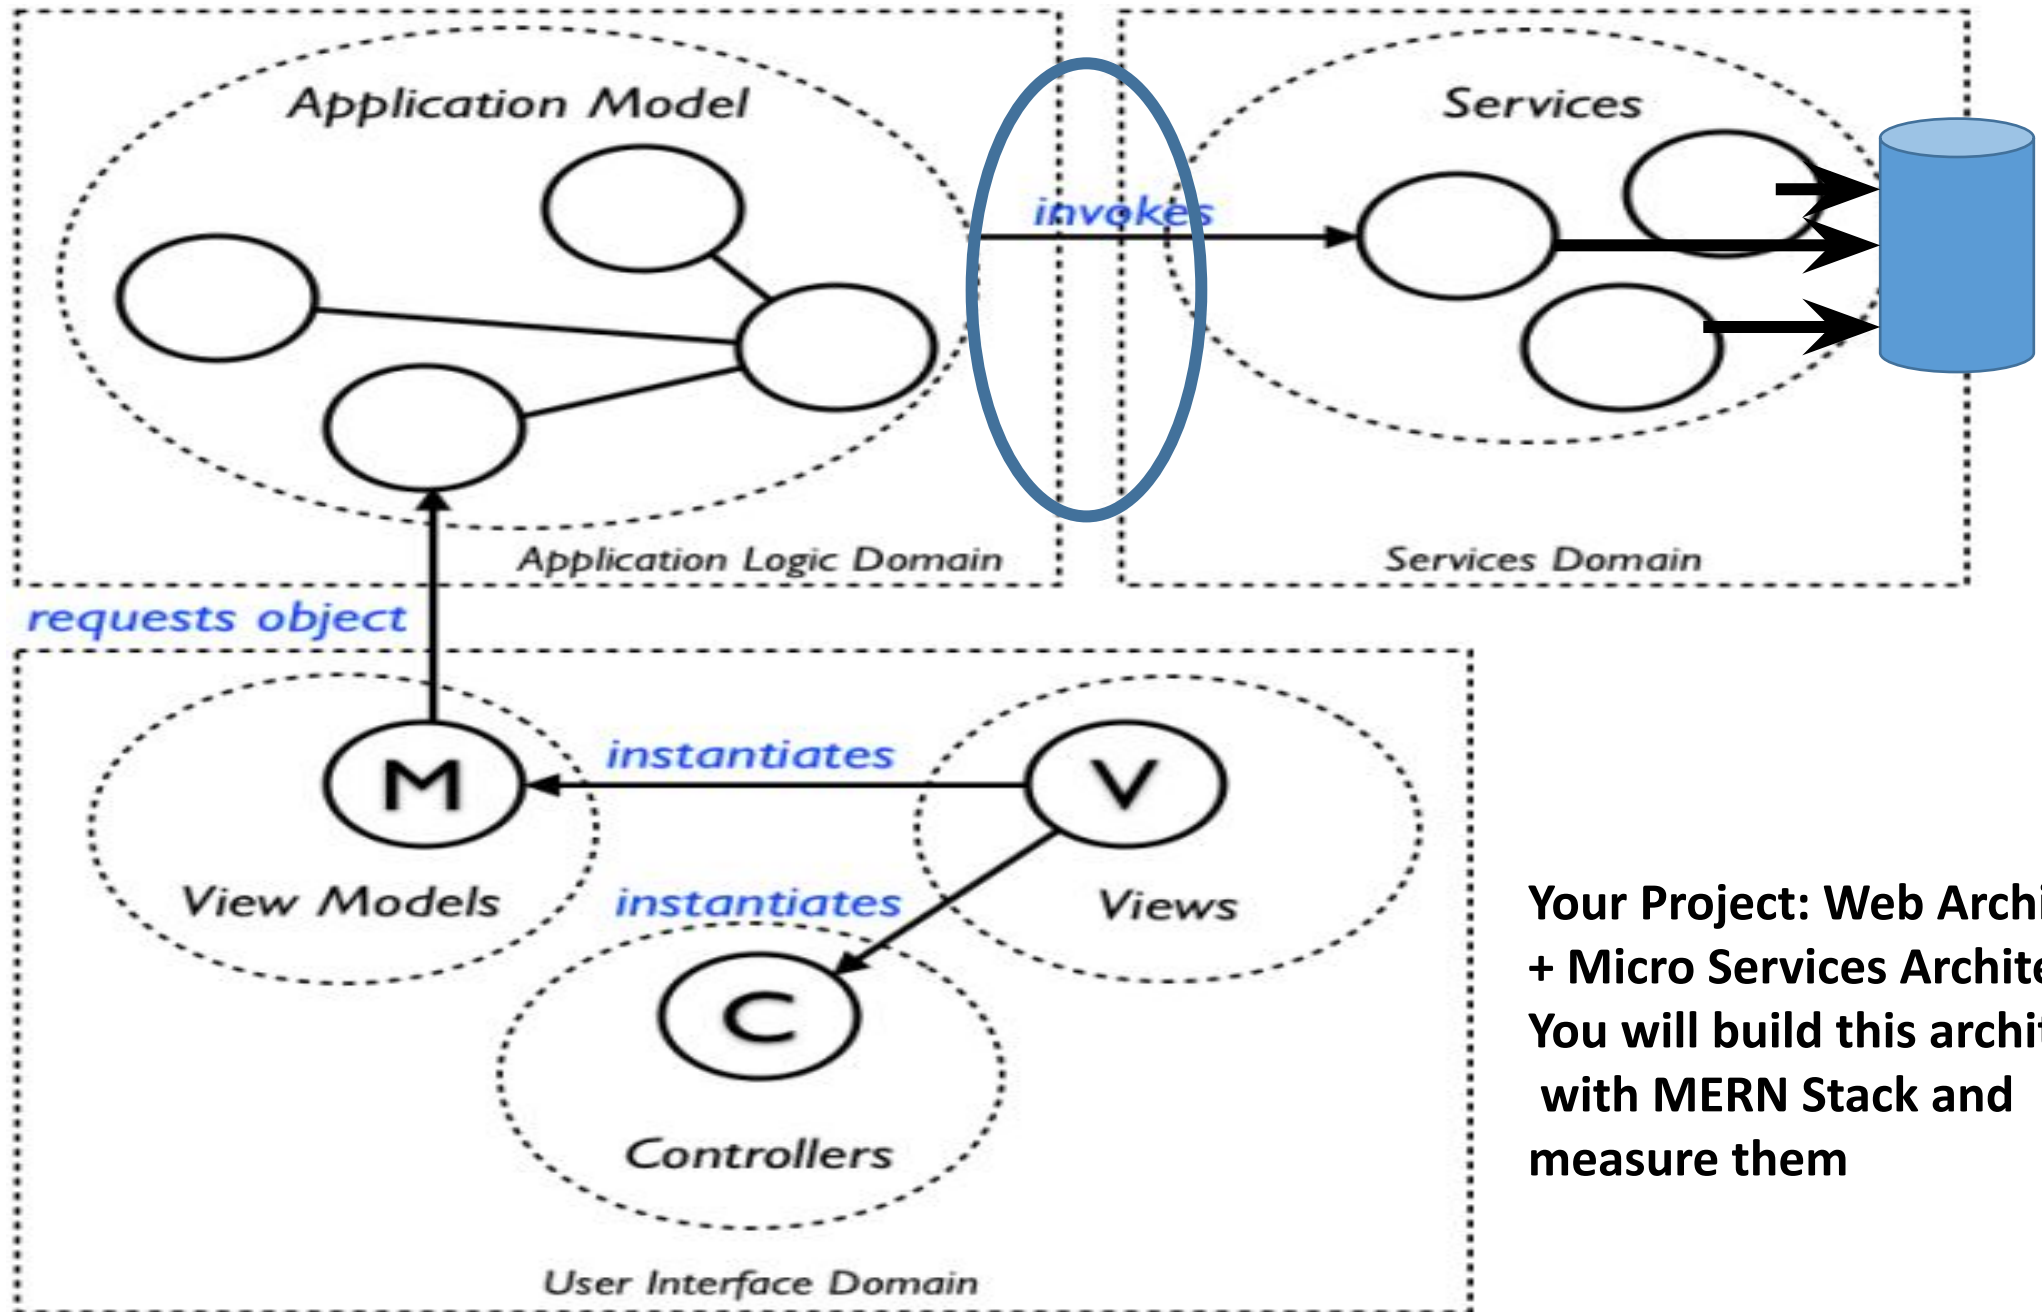 Application Model
Services
invokes
Application Logic Domain
Services Domain
requests object
instantiates
M
V
View Models
instantiates
Views
C
Controllers
User Interface Domain
Your Project: Web Archi
+ Micro Services Archite
You will build this archit
with MERN Stack and
measure them